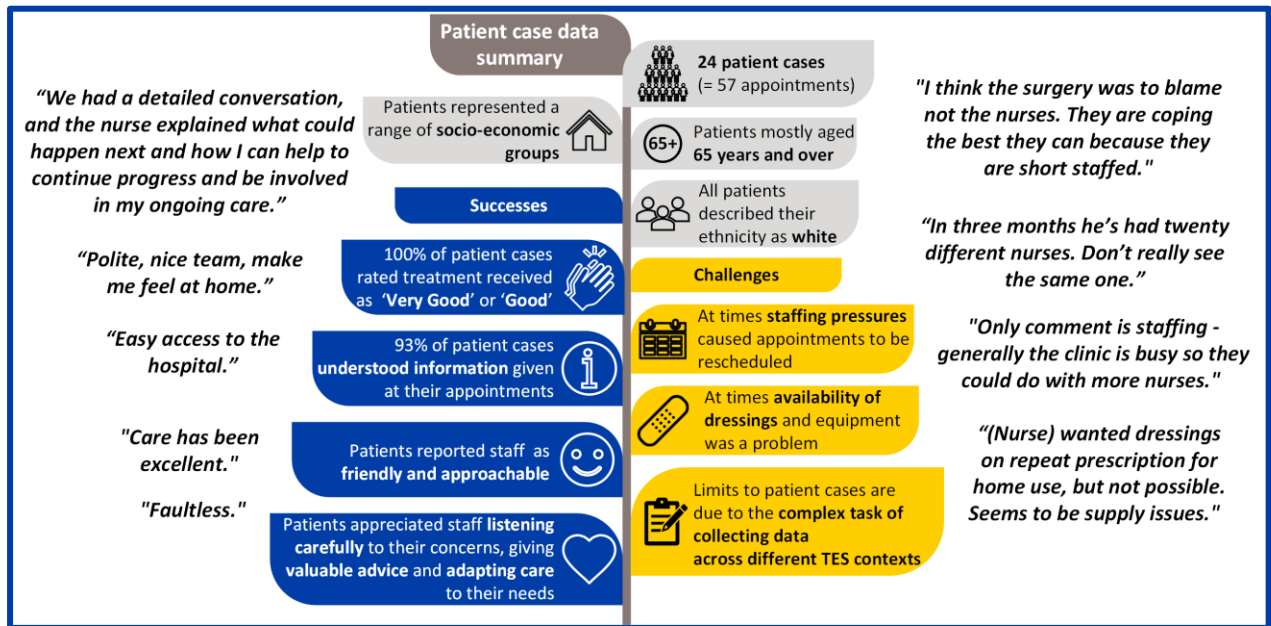 Patient case data
summary
24 patient cases
(= 57 appointments)
Patients represented a
range of socio-economic
groups
65+
Patients mostly aged
65 years and over
All patients
described their
ethnicity as white
Successes
100% of patient cases
rated treatment received
as ‘Very Good’ or ‘Good’
93% of patient cases
understood information given
at their appointments
i
Patients reported staff as
friendly and approachable
Patients appreciated staff listening
carefully to their concerns, giving
valuable advice and adapting care
to their needs
Challenges
At times staffing pressures
caused appointments to be
rescheduled
At times availability of
dressings and equipment
was a problem
Limits to patient cases are
due to the complex task of
collecting data
across different TES contexts
“We had a detailed conversation,
and the nurse explained what could
happen next and how I can help to
continue progress and be involved
in my ongoing care.”
“Polite, nice team, make
me feel at home.”
“Easy access to the
hospital.”
"Care has been
excellent."
"Faultless."
"I think the surgery was to blame
not the nurses. They are coping
the best they can because they
are short staffed."
“In three months he’s had twenty
different nurses. Don’t really see
the same one.”
"Only comment is staffing -
generally the clinic is busy so they
could do with more nurses."
“(Nurse) wanted dressings
on repeat prescription for
home use, but not possible.
Seems to be supply issues."